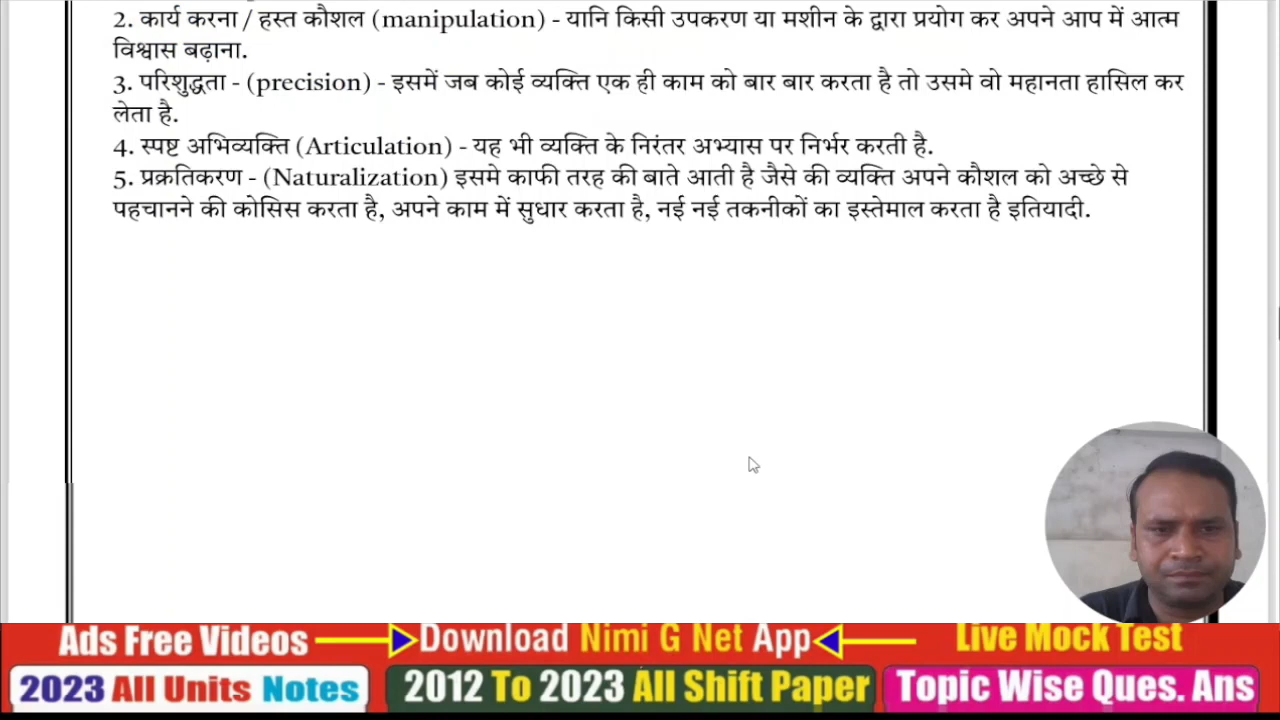 2. कार्य करना / हस्त कौशल (manipulation) - यानि किसी उपकरण या मशीन के द्वारा प्रयोग कर अपने आप में आत्म
विश्वास बढ़ाना.
3. परिशुद्धता - (precision) - इसमें जब कोई व्यक्ति एक ही काम को बार बार करता है तो उसमे वो महानता हासिल कर
लेता है.
4. स्पष्ट अभिव्यक्ति (Articulation) - यह भी व्यक्ति के निरंतर अभ्यास पर निर्भर करती है.
5. प्रक्रतिकरण - (Naturalization) इसमे काफी तरह की बाते आती है जैसे की व्यक्ति अपने कौशल को अच्छे से
पहचानने की कोसिस करता है, अपने काम में सुधार करता है, नई नई तकनीकों का इस्तेमाल करता है इतियादी.
Ads Free Videos Download Nimi G Net App Live Mock Test
2023 All Units Notes 2012 To 2023 All Shift Paper Topic Wise Ques. Ans